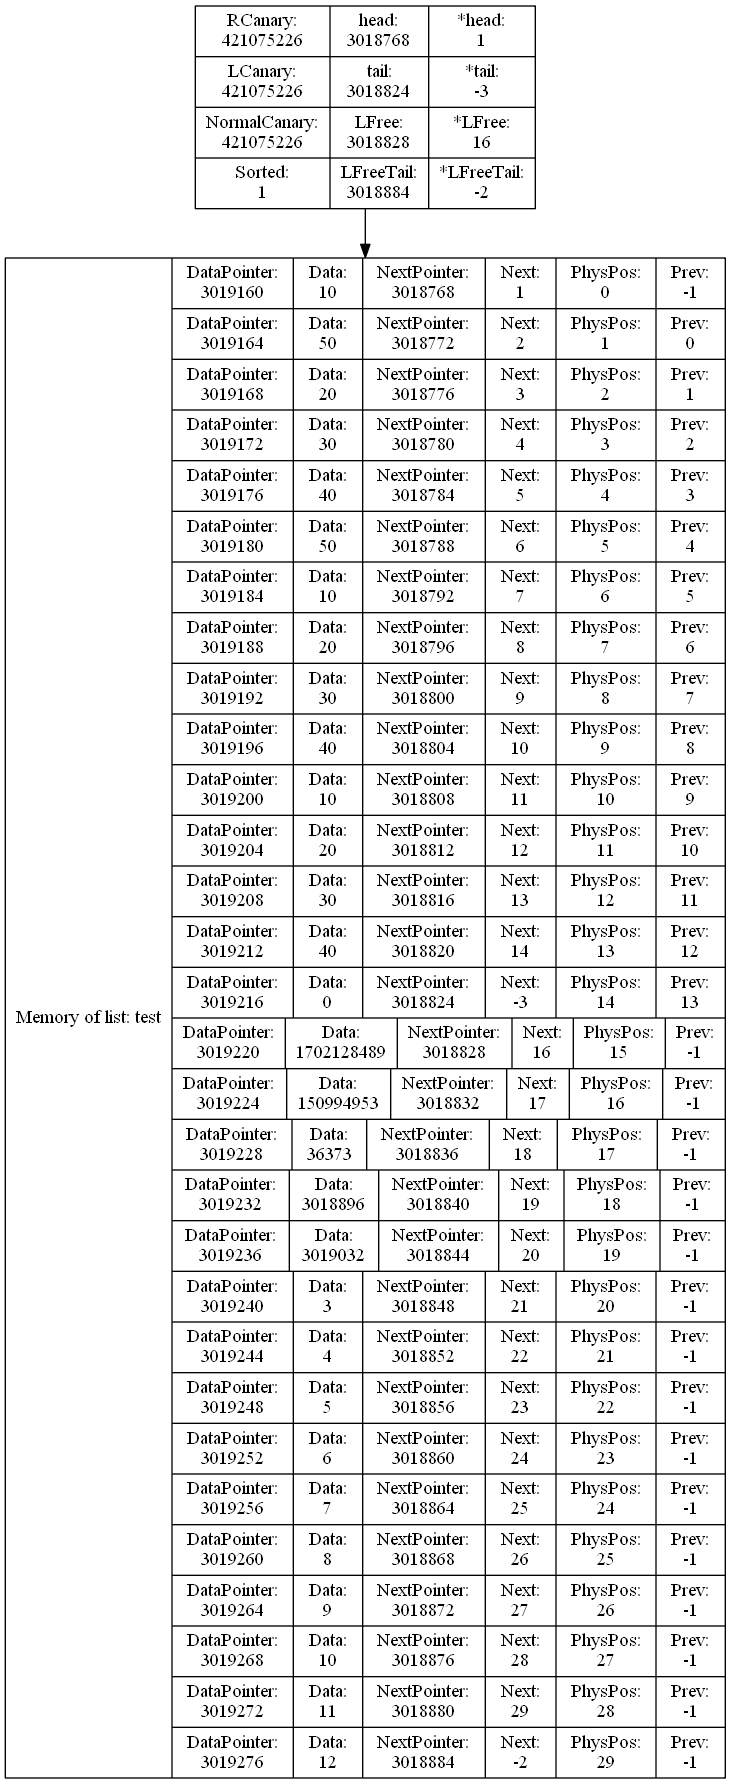 RCanary: head: *head:
421075226 3018768 1
LCanary: tail: *tail:
421075226 3018824 -3
NormalCanary: LFree: *LFree:
421075226 3018828 16
Sorted: LFreeTail: *LFreeTail:
1 3018884 -2
DataPointer: Data: NextPointer: Next: PhysPos: Prev:
3019160 10 3018768 1 0 -1
DataPointer: Data: NextPointer: Next: PhysPos: Prev:
3019164 50 3018772 2 1 0
DataPointer: Data: NextPointer: Next: PhysPos: Prev:
3019168 20 3018776 3 2 1
DataPointer: Data: NextPointer: Next: PhysPos: Prev:
3019172 30 3018780 4 3 2
DataPointer: Data: NextPointer: Next: PhysPos: Prev:
3019176 40 3018784 5 4 3
DataPointer: Data: NextPointer: Next: PhysPos: Prev:
3019180 50 3018788 6 5 4
DataPointer: Data: NextPointer: Next: PhysPos: Prev:
3019184 10 3018792 7 6 5
DataPointer: Data: NextPointer: Next: PhysPos: Prev:
3019188 20 3018796 8 7 6
DataPointer: Data: NextPointer: Next: PhysPos: Prev:
3019192 30 3018800 9 8 7
DataPointer: Data: NextPointer: Next: PhysPos: Prev:
3019196 40 3018804 10 9 8
DataPointer: Data: NextPointer: Next: PhysPos: Prev:
3019200 10 3018808 11 10 9
DataPointer: Data: NextPointer: Next: PhysPos: Prev:
3019204 20 3018812 12 11 10
DataPointer: Data: NextPointer: Next: PhysPos: Prev:
3019208 30 3018816 13 12 11
DataPointer: Data: NextPointer: Next: PhysPos: Prev:
3019212 40 3018820 14 13 12
DataPointer: Data: NextPointer: Next: PhysPos: Prev:
3019216 0 3018824 -3 14 13
Memory of list: test
DataPointer: Data: NextPointer: Next: PhysPos: Prev:
3019220 1702128489 3018828 16 15 -1
DataPointer: Data: NextPointer: Next: PhysPos: Prev:
3019224 150994953 3018832 17 16 -1
DataPointer: Data: NextPointer: Next: PhysPos: Prev:
3019228 36373 3018836 18 17 -1
DataPointer: Data: NextPointer: Next: PhysPos: Prev:
3019232 3018896 3018840 19 18 -1
DataPointer: Data: NextPointer: Next: PhysPos: Prev:
3019236 3019032 3018844 20 19 -1
DataPointer: Data: NextPointer: Next: PhysPos: Prev:
3019240 3 3018848 21 20 -1
DataPointer: Data: NextPointer: Next: PhysPos: Prev:
3019244 4 3018852 22 21 -1
DataPointer: Data: NextPointer: Next: PhysPos: Prev:
3019248 5 3018856 23 22 -1
DataPointer: Data: NextPointer: Next: PhysPos: Prev:
3019252 6 3018860 24 23 -1
DataPointer: Data: NextPointer: Next: PhysPos: Prev:
3019256 7 3018864 25 24 -1
DataPointer: Data: NextPointer: Next: PhysPos: Prev:
3019260 8 3018868 26 25 -1
DataPointer: Data: NextPointer: Next: PhysPos: Prev:
3019264 9 3018872 27 26 -1
DataPointer: Data: NextPointer: Next: PhysPos: Prev:
3019268 10 3018876 28 27 -1
DataPointer: Data: NextPointer: Next: PhysPos: Prev:
3019272 11 3018880 29 28 -1
DataPointer: Data: NextPointer: Next: PhysPos: Prev:
3019276 12 3018884 -2 29 -1